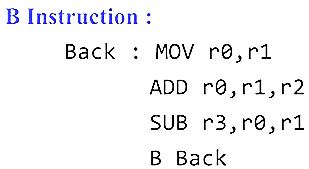 B Instruction :
Back : MOV r0,r1
ADD r0,r1,r2
SUB r3,r0,r1
B Back